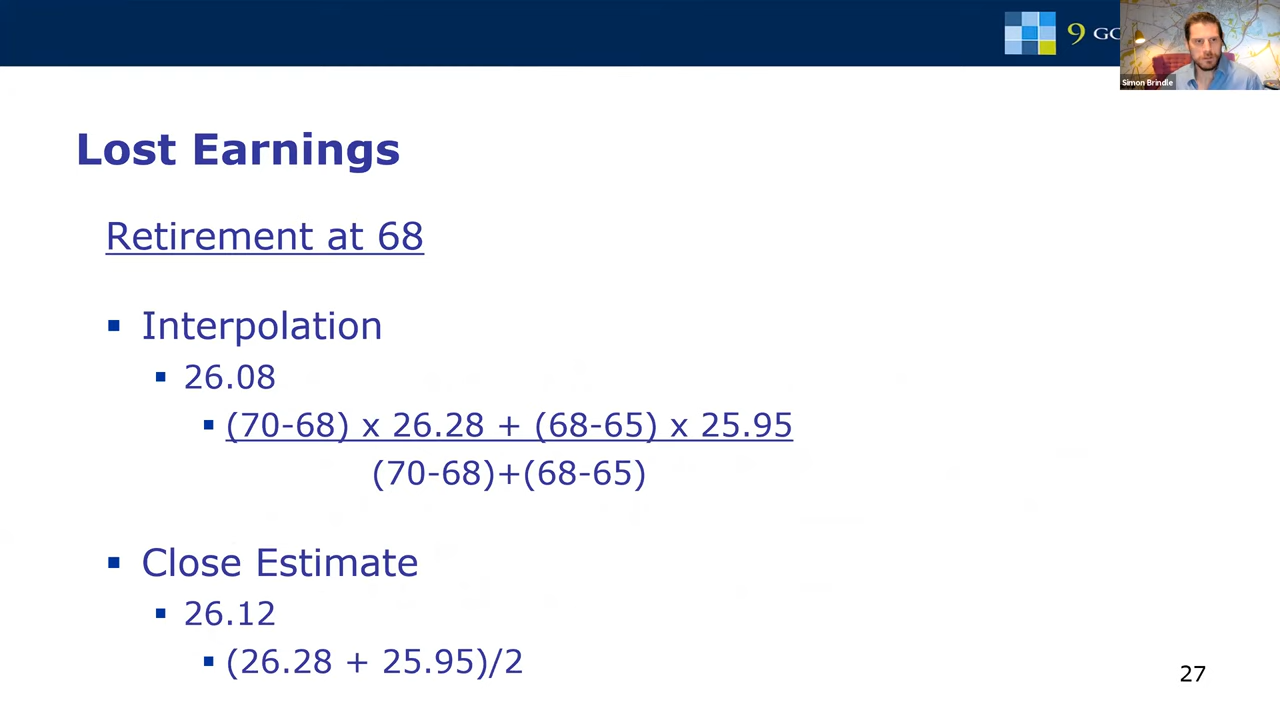 9
Simon Brindle
Lost Earnings
Retirement at 68
Interpolation
26.08
(70-68) x 26.28 + (68-65) x 25.95
(70-68)+(68-65)
Close Estimate
26.12
(26.28 + 25.95)/2
27